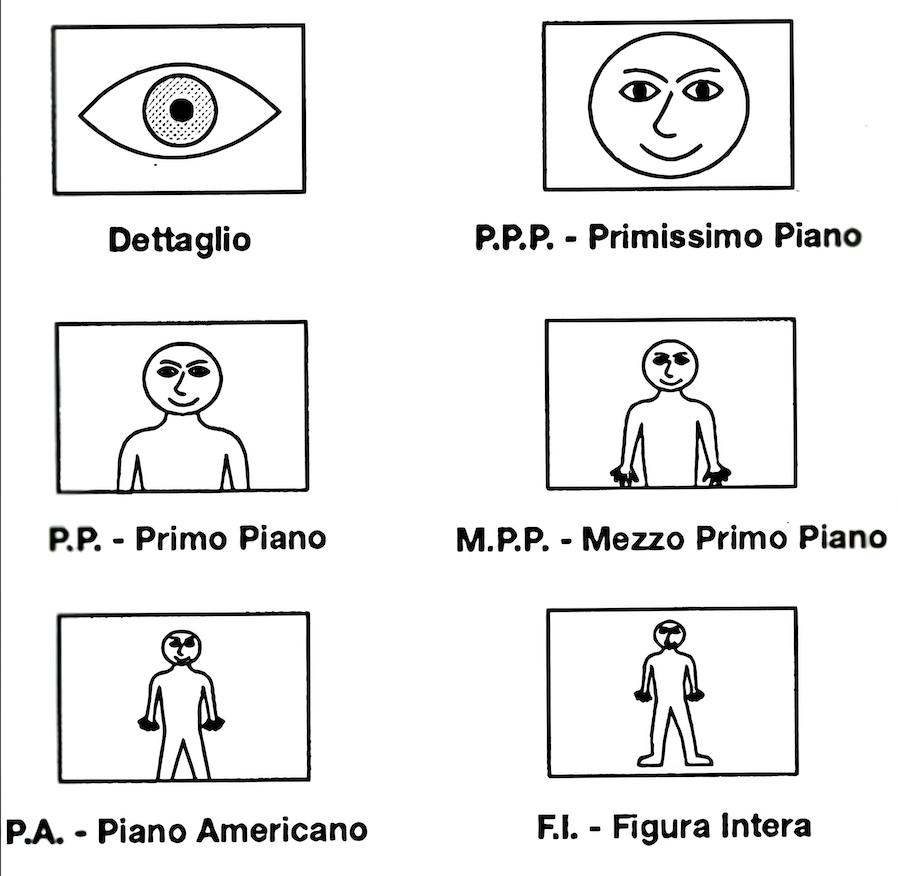 Dettaglio
P.P.P. - Primissimo Piano
P.P. - Primo Piano
M.P.P. - Mezzo Primo Piano
P.A. - Piano Americano
F.I. - Figura Intera